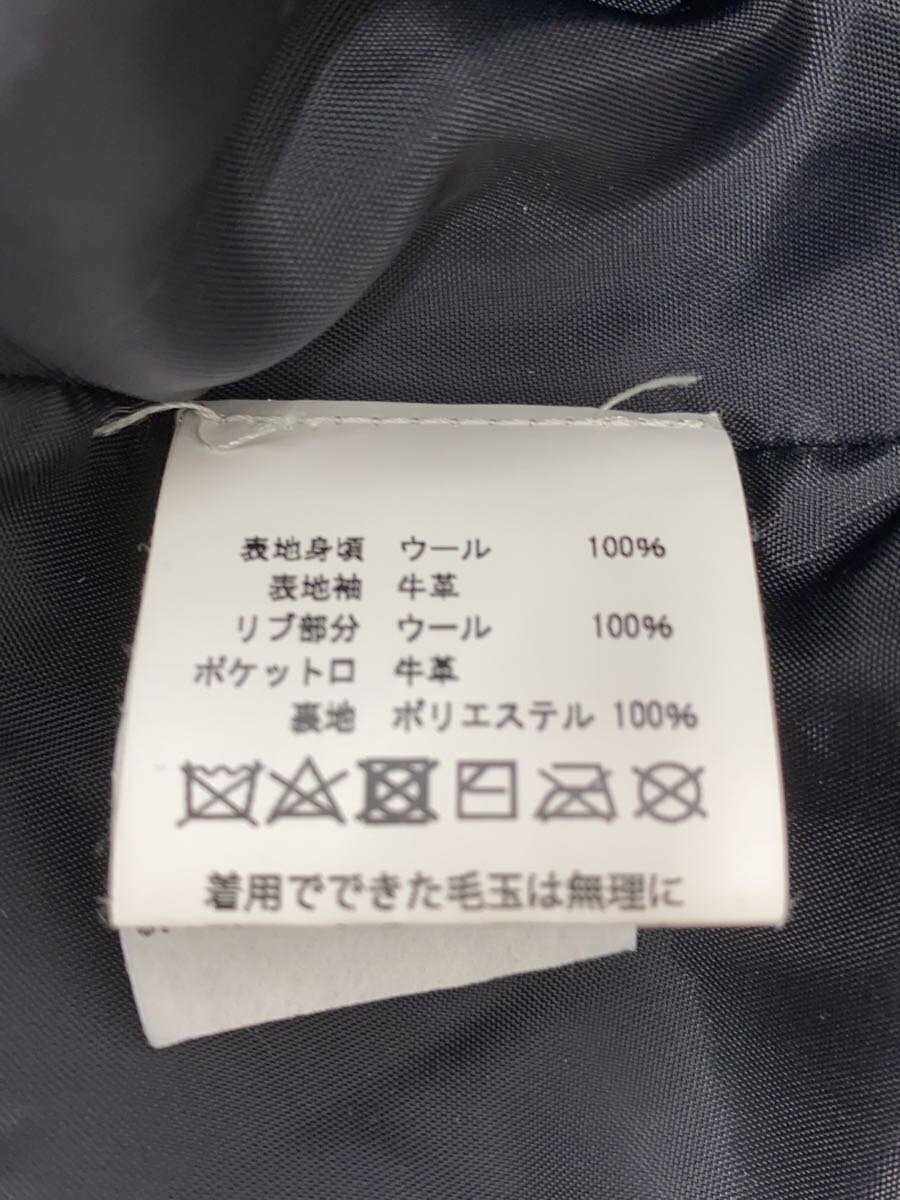 表地身頃 ウール 100%
表地袖 牛革
リブ部分 ウール 100%
ポケット口 牛革
裏地 ポリエステル 100%
着用でできた毛玉は無理に